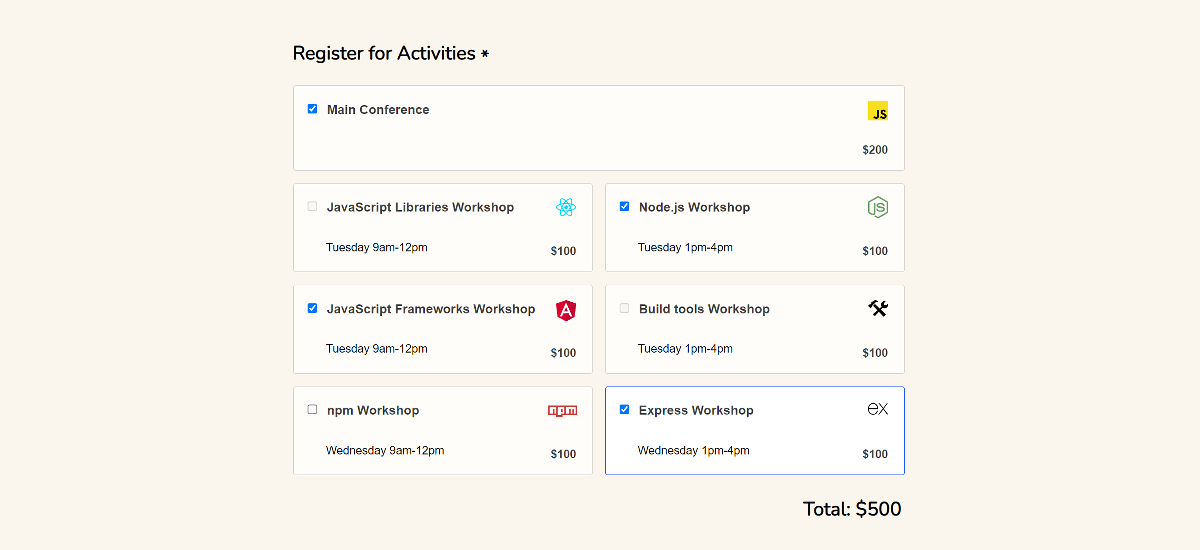 Register for Activities *
Main Conference
JS
$200
JavaScript Libraries Workshop
Tuesday 9am-12pm
$100
Node.js Workshop
JS
Tuesday 1pm-4pm
$100
JavaScript Frameworks Workshop
A
Tuesday 9am-12pm
$100
Build tools Workshop
Tuesday 1pm-4pm
$100
npm Workshop
npm
Wednesday 9am-12pm
$100
Express Workshop
ex
Wednesday 1pm-4pm
$100
Total: $500